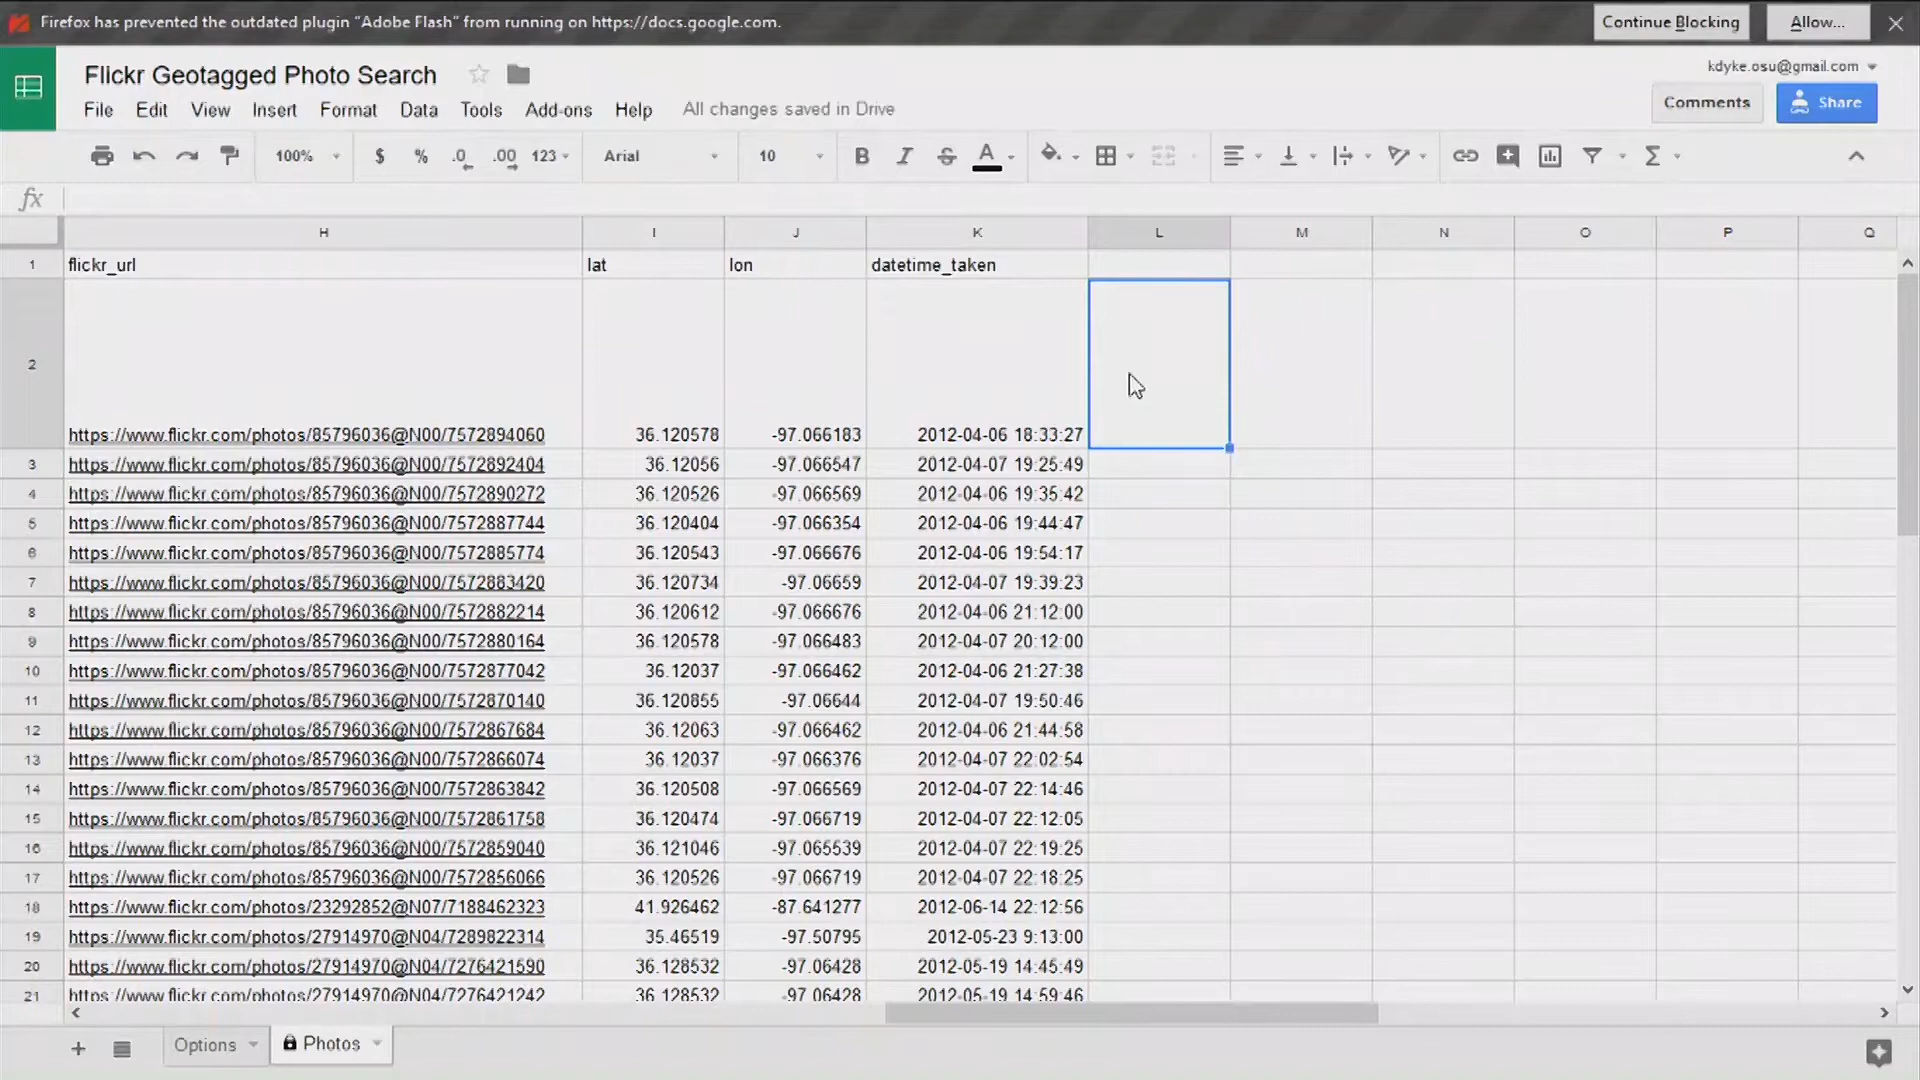 Firefox has prevented the outdated plugin “Adobe Flash” from running on https://docs.google.com. Continue Blocking Allow...
Flickr Geotagged Photo Search kdyke.osu@gmail.com
File Edit View Insert Format Data Tools Add-ons Help All changes saved in Drive Comments Share
100% $ % .0 .00 123 Arial 10 B I S A Σ
fx
H I J K L M N O P Q
1 flickr_url lat lon datetime_taken
2 https://www.flickr.com/photos/85796036@N00/7572894060 36.120578 -97.066183 2012-04-06 18:33:27
3 https://www.flickr.com/photos/85796036@N00/7572892404 36.12056 -97.066547 2012-04-07 19:25:49
4 https://www.flickr.com/photos/85796036@N00/7572890272 36.120526 -97.066569 2012-04-06 19:35:42
5 https://www.flickr.com/photos/85796036@N00/7572887744 36.120404 -97.066354 2012-04-06 19:44:47
6 https://www.flickr.com/photos/85796036@N00/7572885774 36.120543 -97.066676 2012-04-06 19:54:17
7 https://www.flickr.com/photos/85796036@N00/7572883420 36.120734 -97.06659 2012-04-07 19:39:23
8 https://www.flickr.com/photos/85796036@N00/7572882214 36.120612 -97.066676 2012-04-06 21:12:00
9 https://www.flickr.com/photos/85796036@N00/7572880164 36.120578 -97.066483 2012-04-07 20:12:00
10 https://www.flickr.com/photos/85796036@N00/7572877042 36.12037 -97.066462 2012-04-06 21:27:38
11 https://www.flickr.com/photos/85796036@N00/7572870140 36.120855 -97.06644 2012-04-07 19:50:46
12 https://www.flickr.com/photos/85796036@N00/7572867684 36.12063 -97.066462 2012-04-06 21:44:58
13 https://www.flickr.com/photos/85796036@N00/7572866074 36.12037 -97.066376 2012-04-07 22:02:54
14 https://www.flickr.com/photos/85796036@N00/7572863842 36.120508 -97.066569 2012-04-07 22:14:46
15 https://www.flickr.com/photos/85796036@N00/7572861758 36.120474 -97.066719 2012-04-07 22:12:05
16 https://www.flickr.com/photos/85796036@N00/7572859040 36.121046 -97.065539 2012-04-07 22:19:25
17 https://www.flickr.com/photos/85796036@N00/7572856066 36.120526 -97.066719 2012-04-07 22:18:25
18 https://www.flickr.com/photos/23292852@N07/7188462323 41.926462 -87.641277 2012-06-14 22:12:56
19 https://www.flickr.com/photos/27914970@N04/7289822314 35.46519 -97.50795 2012-05-23 9:13:00
20 https://www.flickr.com/photos/27914970@N04/7276421590 36.128532 -97.06428 2012-05-19 14:45:49
21 https://www.flickr.com/photos/27914970@N04/7276421242 36.128532 -97.06428 2012-05-19 14:59:46
Options Photos